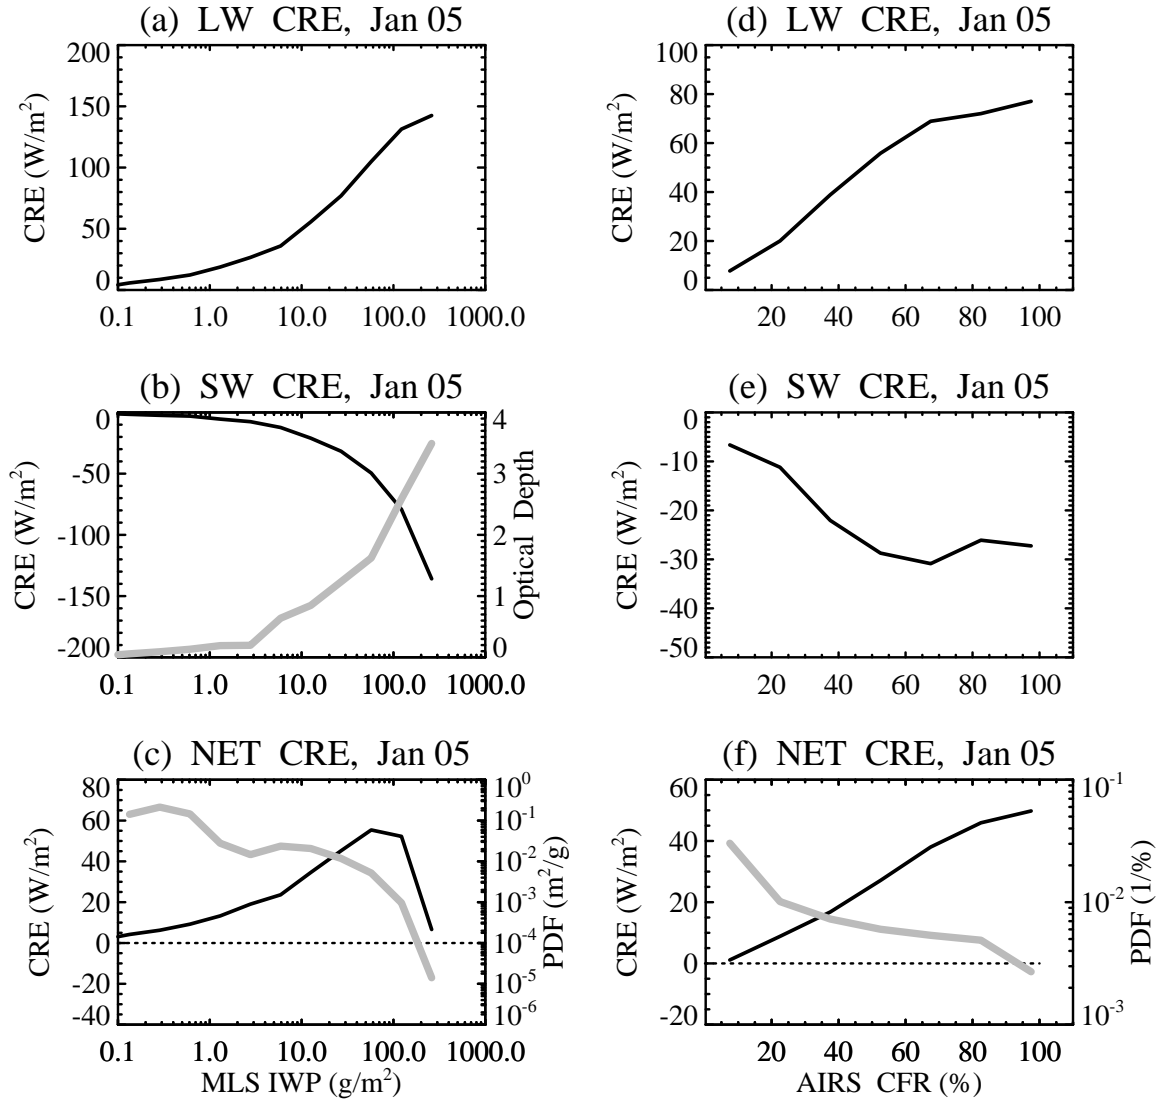 (a) LW CRE, Jan 05
CRE (W/m²)
200
150
100
50
0
0.1 1.0 10.0 100.0 1000.0
(d) LW CRE, Jan 05
CRE (W/m²)
100
80
60
40
20
0
20 40 60 80 100
(b) SW CRE, Jan 05
CRE (W/m²)
0
-50
-100
-150
-200
4
3
2
1
0
Optical Depth
0.1 1.0 10.0 100.0 1000.0
(e) SW CRE, Jan 05
CRE (W/m²)
0
-10
-20
-30
-40
-50
20 40 60 80 100
(c) NET CRE, Jan 05
CRE (W/m²)
80
60
40
20
0
-20
-40
10⁰
10⁻¹
10⁻²
10⁻³
10⁻⁴
10⁻⁵
10⁻⁶
PDF (m²/g)
0.1 1.0 10.0 100.0 1000.0
MLS IWP (g/m²)
(f) NET CRE, Jan 05
CRE (W/m²)
60
40
20
0
-20
10⁻¹
10⁻²
10⁻³
PDF (1/%)
20 40 60 80 100
AIRS CFR (%)